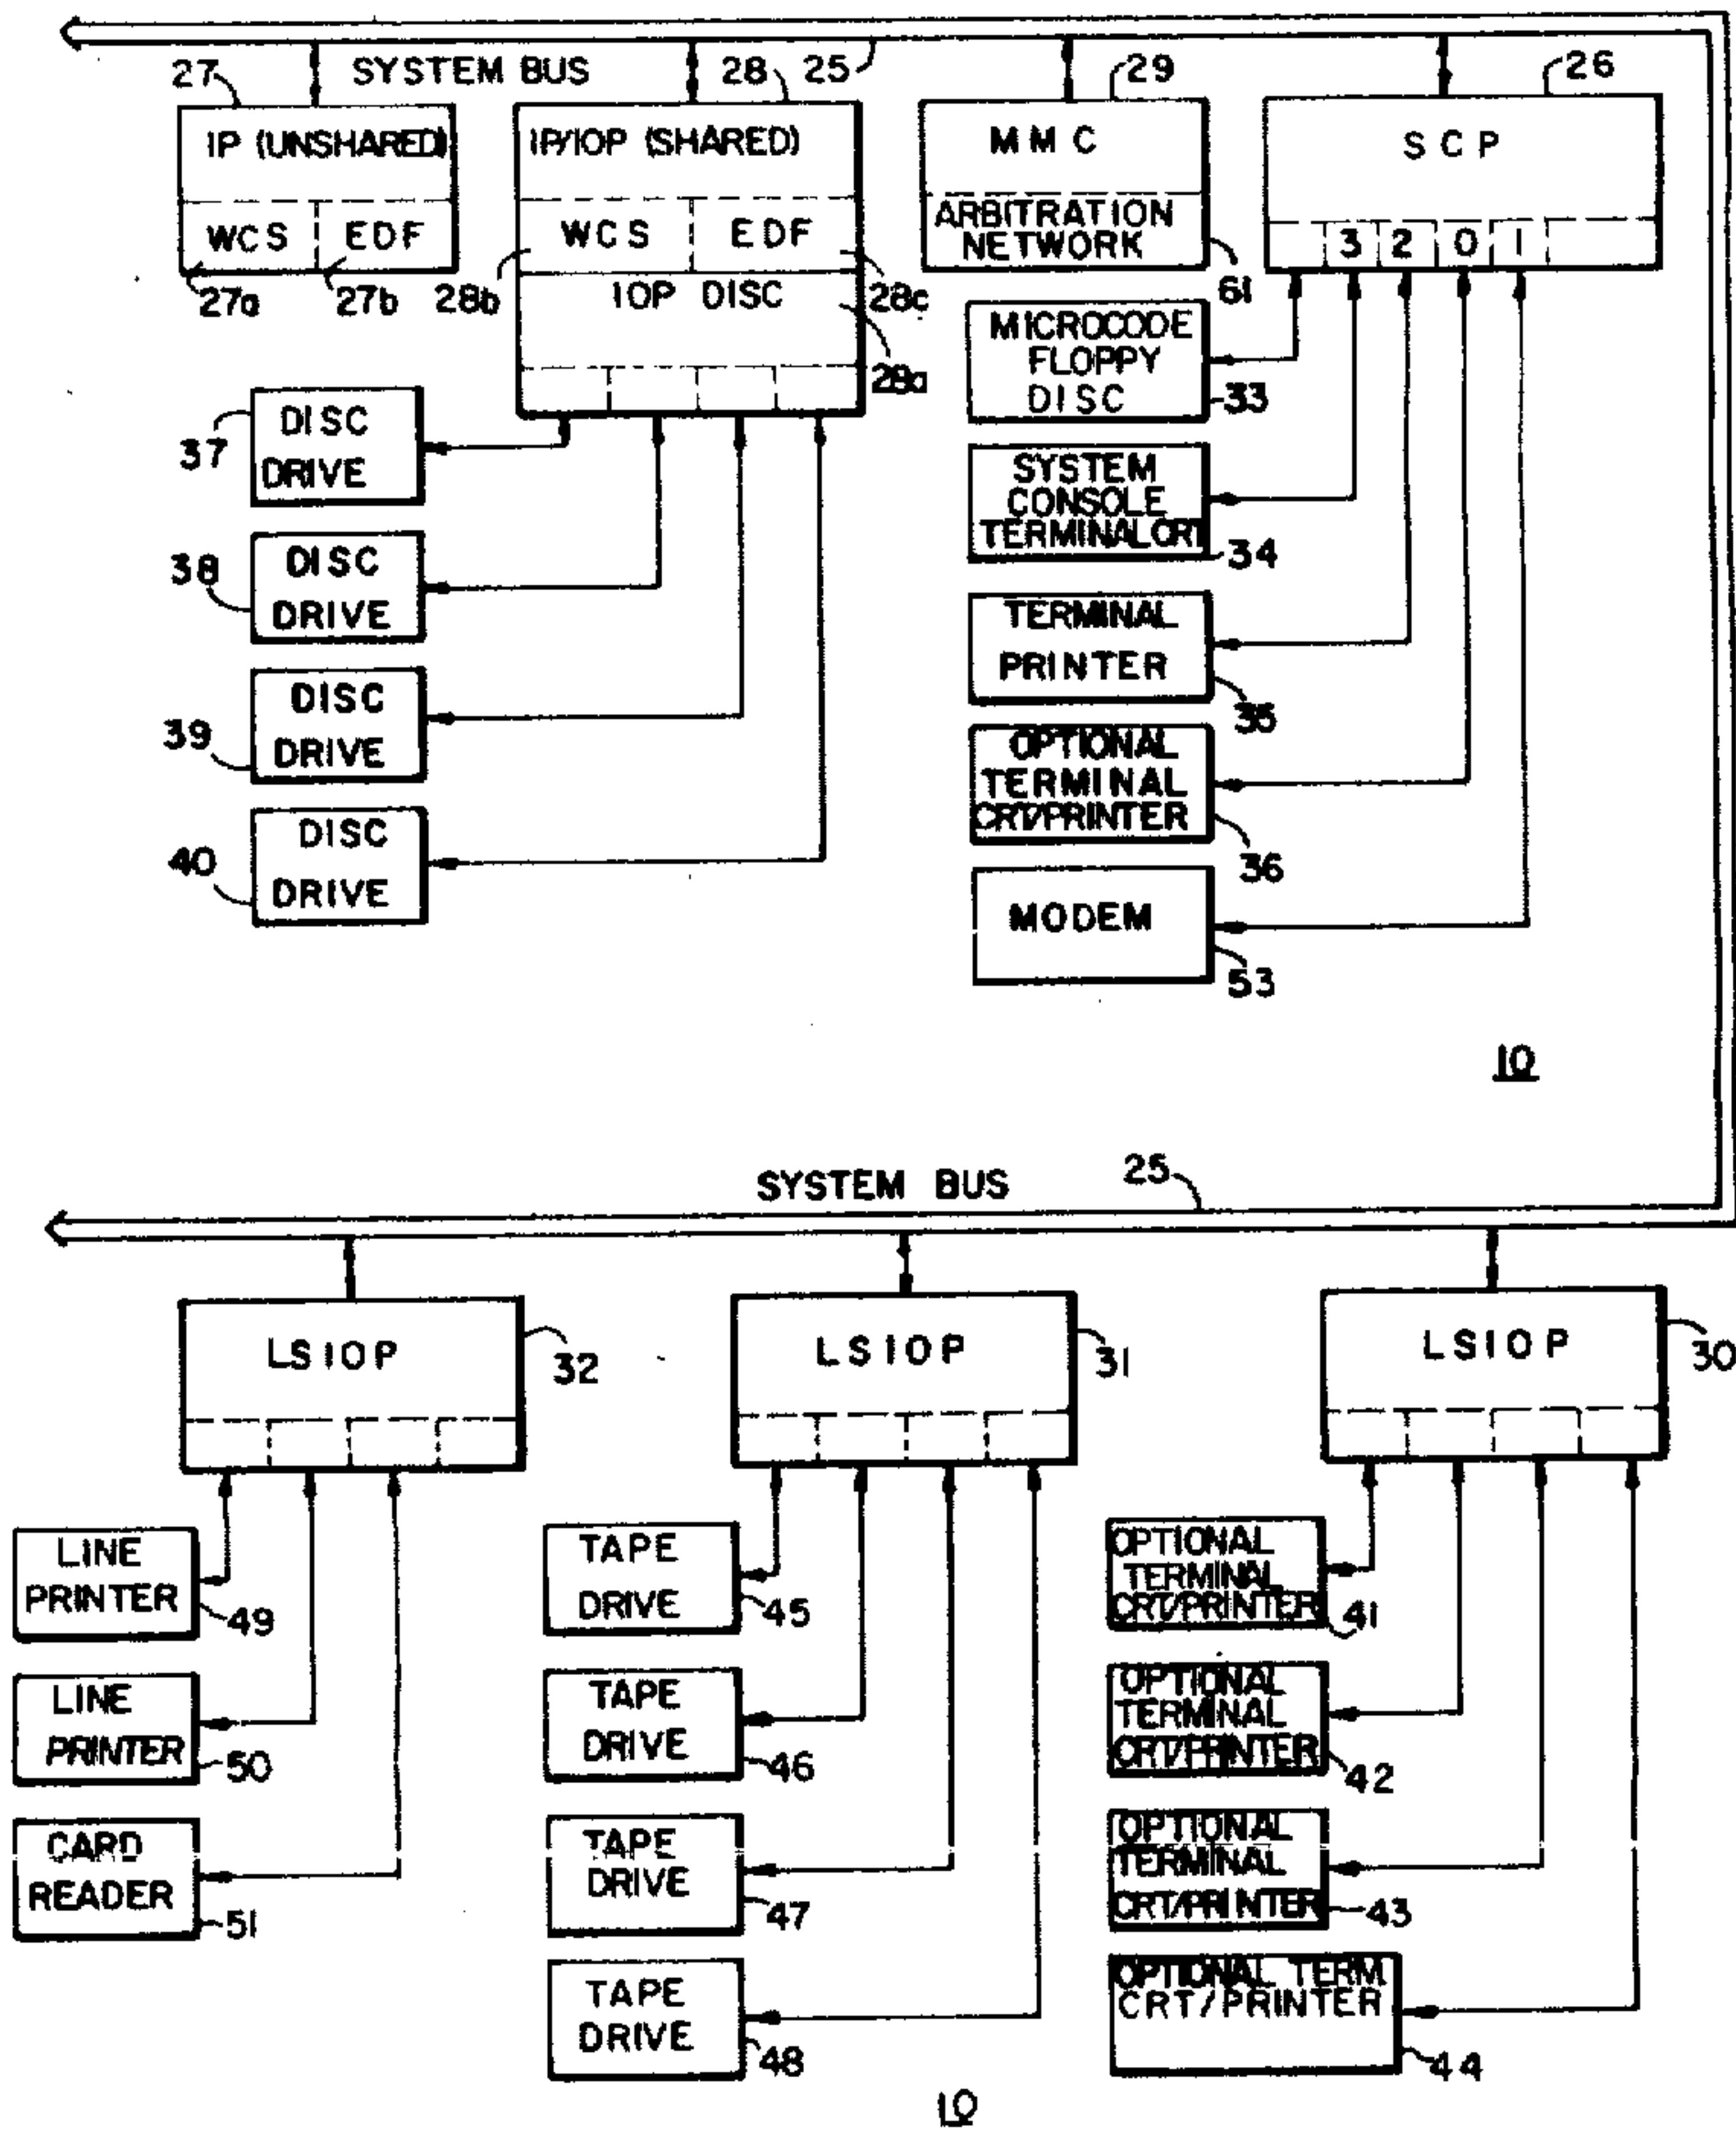 27 SYSTEM BUS 28 25 29 26
IP (UNSHARED)
WCS EDF
27a 27b
IP/IOP (SHARED)
WCS EDF
28b 28c
IOP DISC
28a
MMC
ARBITRATION
NETWORK
61
SCP
3 2 0 1
DISC
DRIVE
37
DISC
DRIVE
38
DISC
DRIVE
39
DISC
DRIVE
40
MICROCODE
FLOPPY
DISC
33
SYSTEM
CONSOLE
TERMINAL CRT
34
TERMINAL
PRINTER
35
OPTIONAL
TERMINAL
CRT/PRINTER
36
MODEM
53
10
SYSTEM BUS 25
LSIOP
32
LSIOP
31
LSIOP
30
LINE
PRINTER
49
LINE
PRINTER
50
CARD
READER
51
TAPE
DRIVE
45
TAPE
DRIVE
46
TAPE
DRIVE
47
TAPE
DRIVE
48
OPTIONAL
TERMINAL
CRT/PRINTER
41
OPTIONAL
TERMINAL
CRT/PRINTER
42
OPTIONAL
TERMINAL
CRT/PRINTER
43
OPTIONAL TERM
CRT/PRINTER
44
10